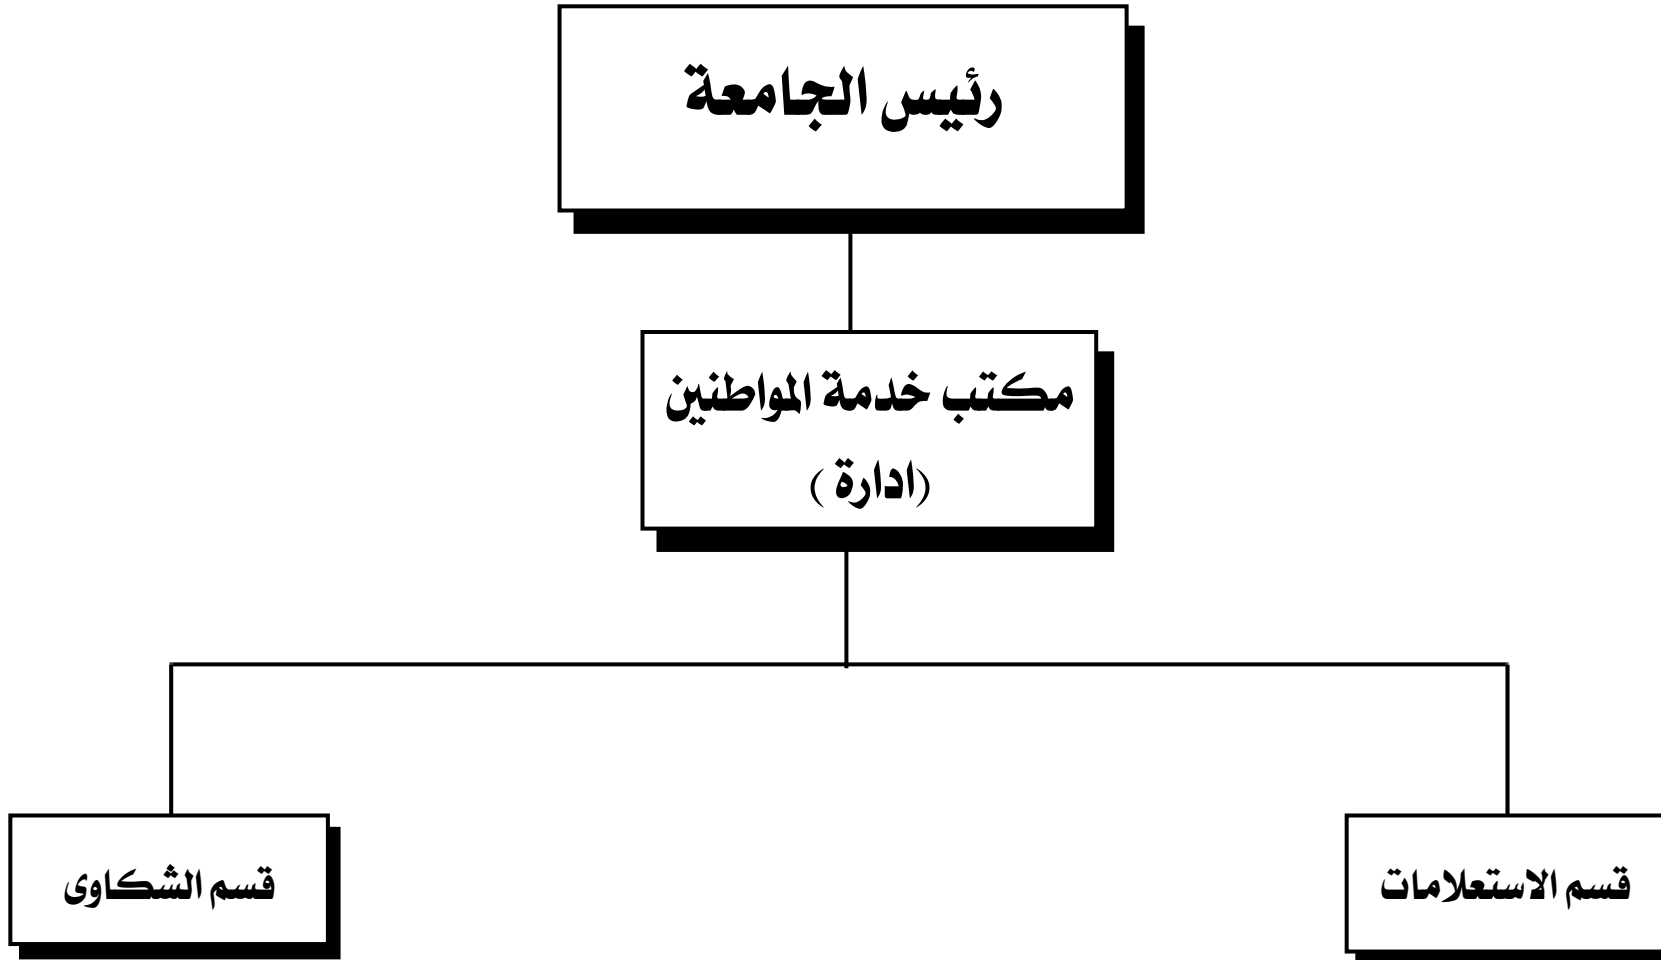 رئيس الجامعة
مكتب خدمة المواطنين
(ادارة )
قسم الاستعلامات
قسم الشكاوى